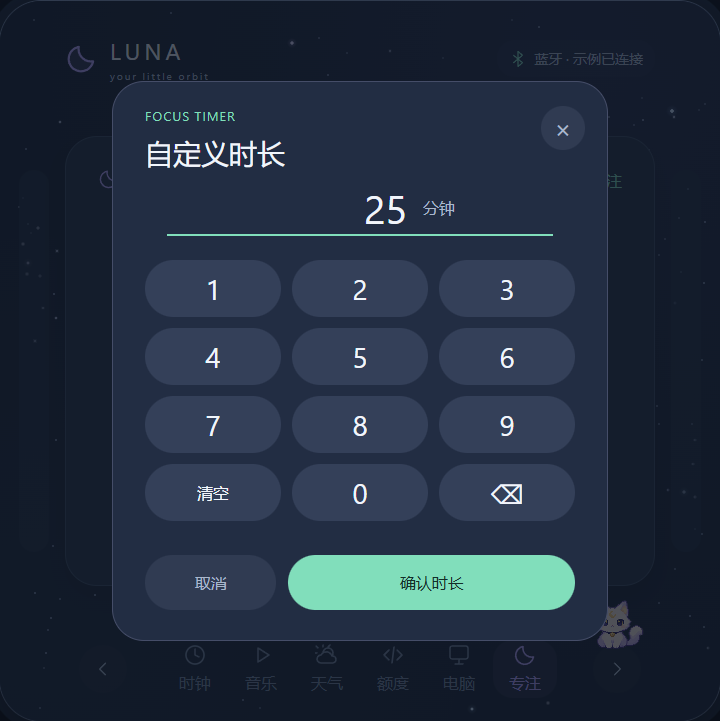 LUNA
your little orbit
蓝牙 · 示例已连接
FOCUS TIMER
×
自定义时长
注
25 分钟
1 2 3
4 5 6
7 8 9
清空 0 ⌫
取消 确认时长
时钟 音乐 天气 额度 电脑 专注